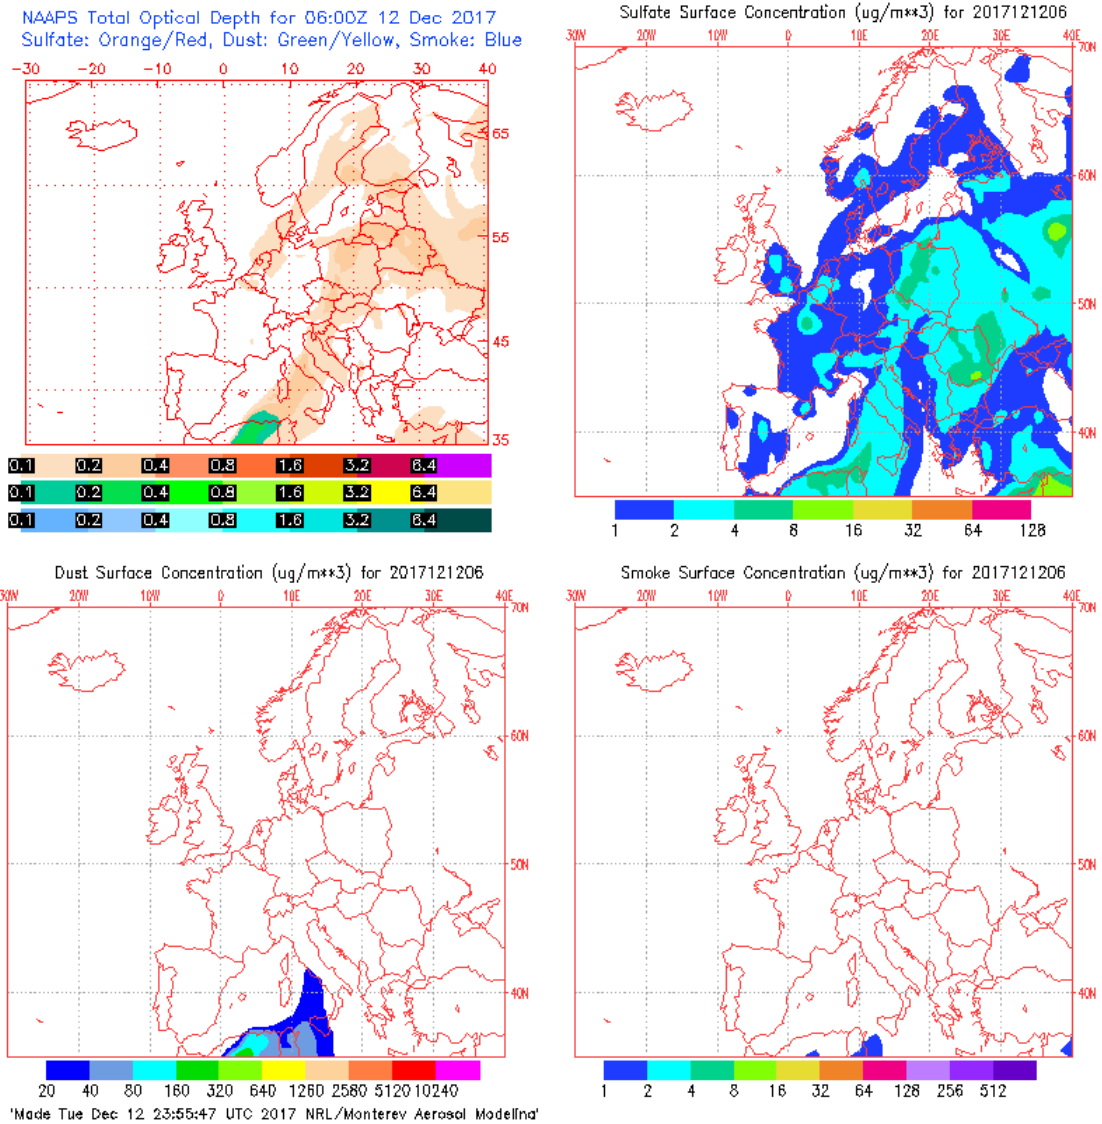 NAAPS Total Optical Depth for 06:00Z 12 Dec 2017
Sulfate: Orange/Red, Dust: Green/Yellow, Smoke: Blue
-30 -20 -10 0 10 20 30 40
65
55
45
35
0.1 0.2 0.4 0.8 1.6 3.2 6.4
0.1 0.2 0.4 0.8 1.6 3.2 6.4
0.1 0.2 0.4 0.8 1.6 3.2 6.4
Sulfate Surface Concentration (ug/m**3) for 2017121206
30W 20W 10W 0 10E 20E 30E 40E
70N
60N
50N
40N
1 2 4 8 16 32 64 128
Dust Surface Concentration (ug/m**3) for 2017121206
30W 20W 10W 0 10E 20E 30E 40E
70N
60N
50N
40N
20 40 80 160 320 640 1260 2580 5120 10240
Smoke Surface Concentration (ug/m**3) for 2017121206
30W 20W 10W 0 10E 20E 30E 40E
70N
60N
50N
40N
1 2 4 8 16 32 64 128 256 512
'Made Tue Dec 12 23:55:47 UTC 2017 NRL/Monterey Aerosol Modeling'